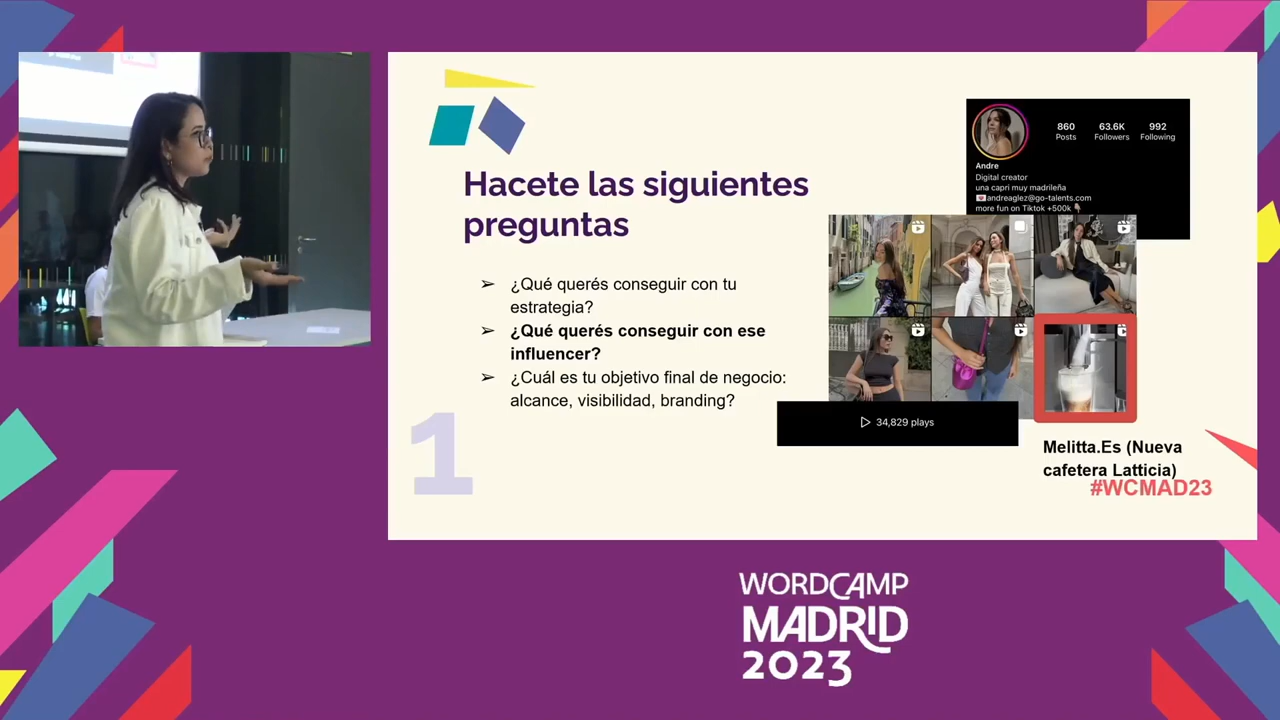 Hacete las siguientes
preguntas
➢ ¿Qué querés conseguir con tu
estrategia?
➢ ¿Qué querés conseguir con ese
influencer?
➢ ¿Cuál es tu objetivo final de negocio:
alcance, visibilidad, branding?
1
860 63.6K 992
Posts Followers Following
Andre
Digital creator
una capri muy madrileña
💌andreaglez@go-talents.com
more fun on Tiktok +500k 👇🏼
34,829 plays
Melitta.Es (Nueva
cafetera Latticia)
#WCMAD23
WORDCAMP
MADRID
2023